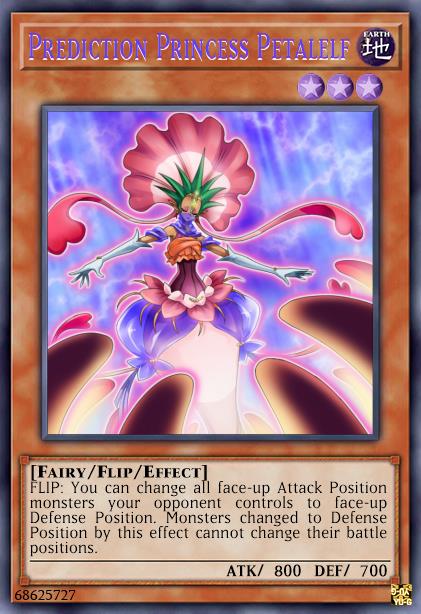 Prediction Princess Petalelf
EARTH
地
[Fairy/Flip/Effect]
FLIP: You can change all face-up Attack Position
monsters your opponent controls to face-up
Defense Position. Monsters changed to Defense
Position by this effect cannot change their battle
positions.
ATK/ 800 DEF/ 700
68625727